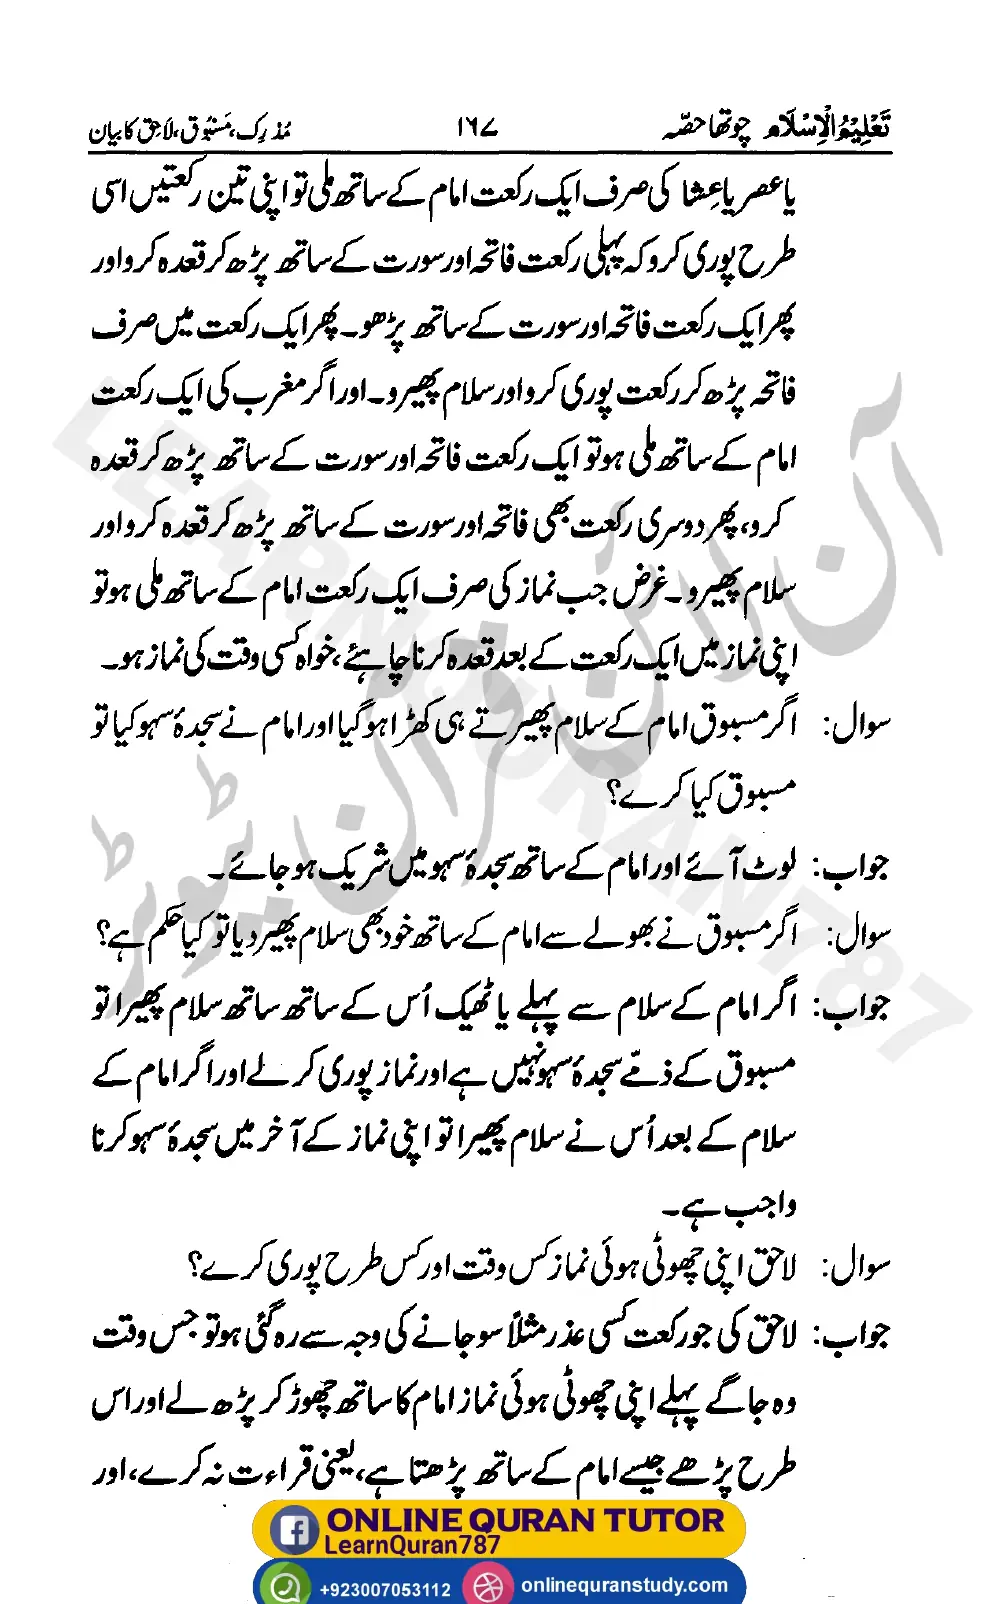 تَعْلِیْمُ الْاِسْلَام چوتھا حصّہ
۱۶۷
مُدْرِک، مَسْبُوق، لَاحِق کا بیان
یا عصر یا عِشا کی صرف ایک رکعت امام کے ساتھ ملی تو اپنی تین رکعتیں اسی
طرح پوری کرو کہ پہلی رکعت فاتحہ اور سورت کے ساتھ پڑھ کر قعدہ کرو اور
پھر ایک رکعت فاتحہ اور سورت کے ساتھ پڑھو۔ پھر ایک رکعت میں صرف
فاتحہ پڑھ کر رکعت پوری کرو اور سلام پھیرو۔ اور اگر مغرب کی ایک رکعت
امام کے ساتھ ملی ہو تو ایک رکعت فاتحہ اور سورت کے ساتھ پڑھ کر قعدہ
کرو، پھر دوسری رکعت بھی فاتحہ اور سورت کے ساتھ پڑھ کر قعدہ کرو اور
سلام پھیرو۔ غرض جب نماز کی صرف ایک رکعت امام کے ساتھ ملی ہو تو
اپنی نماز میں ایک رکعت کے بعد قعدہ کرنا چاہئے، خواہ کسی وقت کی نماز ہو۔
سوال: اگر مسبوق امام کے سلام پھیرتے ہی کھڑا ہو گیا اور امام نے سجدۂ سہو کیا تو
مسبوق کیا کرے؟
جواب: لوٹ آئے اور امام کے ساتھ سجدۂ سہو میں شریک ہو جائے۔
سوال: اگر مسبوق نے بھولے سے امام کے ساتھ خود بھی سلام پھیر دیا تو کیا حکم ہے؟
جواب: اگر امام کے سلام سے پہلے یا ٹھیک اُس کے ساتھ ساتھ سلام پھیرا تو
مسبوق کے ذمّے سجدۂ سہو نہیں ہے اور نماز پوری کر لے اور اگر امام کے
سلام کے بعد اُس نے سلام پھیرا تو اپنی نماز کے آخر میں سجدۂ سہو کرنا
واجب ہے۔
سوال: لاحق اپنی چھوٹی ہوئی نماز کس وقت اور کس طرح پوری کرے؟
جواب: لاحق کی جو رکعت کسی عذر مثلاً سو جانے کی وجہ سے رہ گئی ہو تو جس وقت
وہ جاگے پہلے اپنی چھوٹی ہوئی نماز امام کا ساتھ چھوڑ کر پڑھ لے اور اس
طرح پڑھے جیسے امام کے ساتھ پڑھتا ہے، یعنی قراءت نہ کرے، اور
LEARNQURAN787
آن لائن قرآن ٹیوٹر
ONLINE QURAN TUTOR
LearnQuran787
+923007053112
onlinequranstudy.com